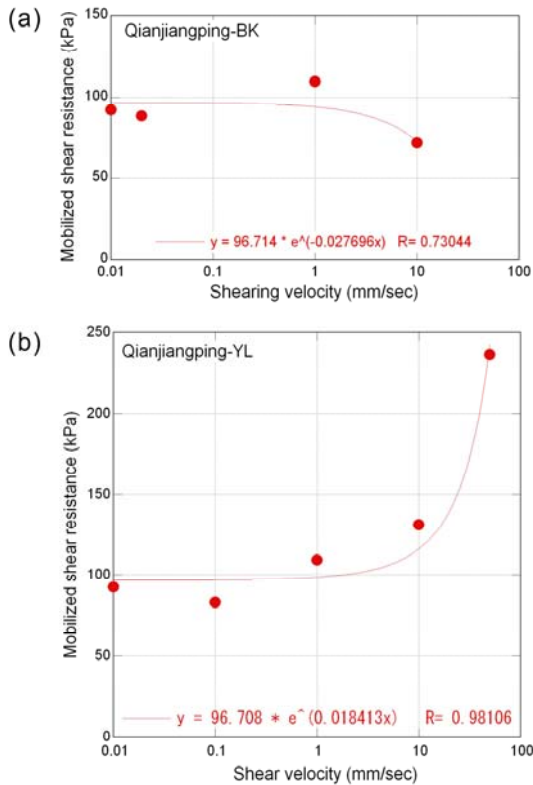 (a)
150
Qianjiangping-BK
100
50
0
Mobilized shear resistance (kPa)
y = 96.714 * e^(-0.027696x) R= 0.73044
0.01 0.1 1 10 100
Shearing velocity (mm/sec)
(b)
250
Qianjiangping-YL
200
150
100
50
0
Mobilized shear resistance (kPa)
y = 96.708 * e^(0.018413x) R= 0.98106
0.01 0.1 1 10 100
Shear velocity (mm/sec)